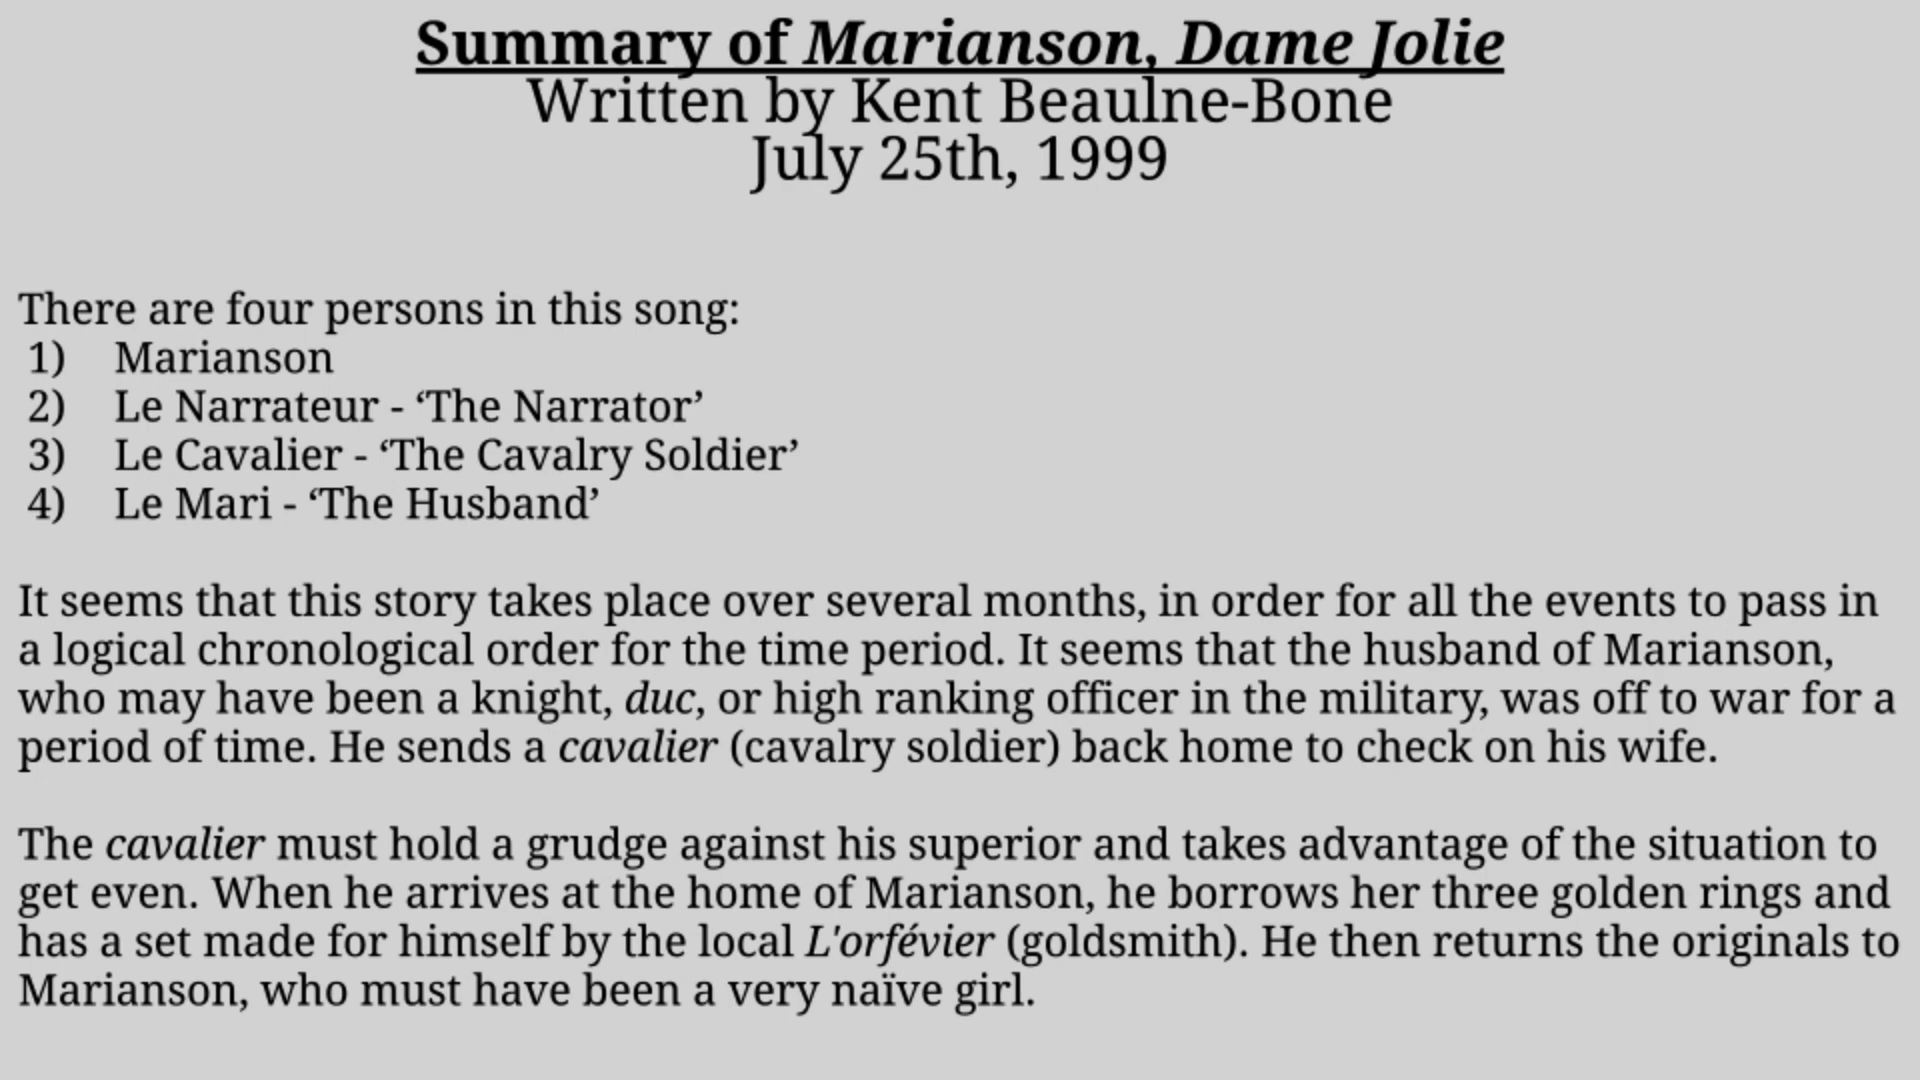 Summary of Marianson, Dame Jolie
Written by Kent Beaulne-Bone
July 25th, 1999
There are four persons in this song:
1) Marianson
2) Le Narrateur - ‘The Narrator’
3) Le Cavalier - ‘The Cavalry Soldier’
4) Le Mari - ‘The Husband’
It seems that this story takes place over several months, in order for all the events to pass in
a logical chronological order for the time period. It seems that the husband of Marianson,
who may have been a knight, duc, or high ranking officer in the military, was off to war for a
period of time. He sends a cavalier (cavalry soldier) back home to check on his wife.
The cavalier must hold a grudge against his superior and takes advantage of the situation to
get even. When he arrives at the home of Marianson, he borrows her three golden rings and
has a set made for himself by the local L'orfévier (goldsmith). He then returns the originals to
Marianson, who must have been a very naïve girl.